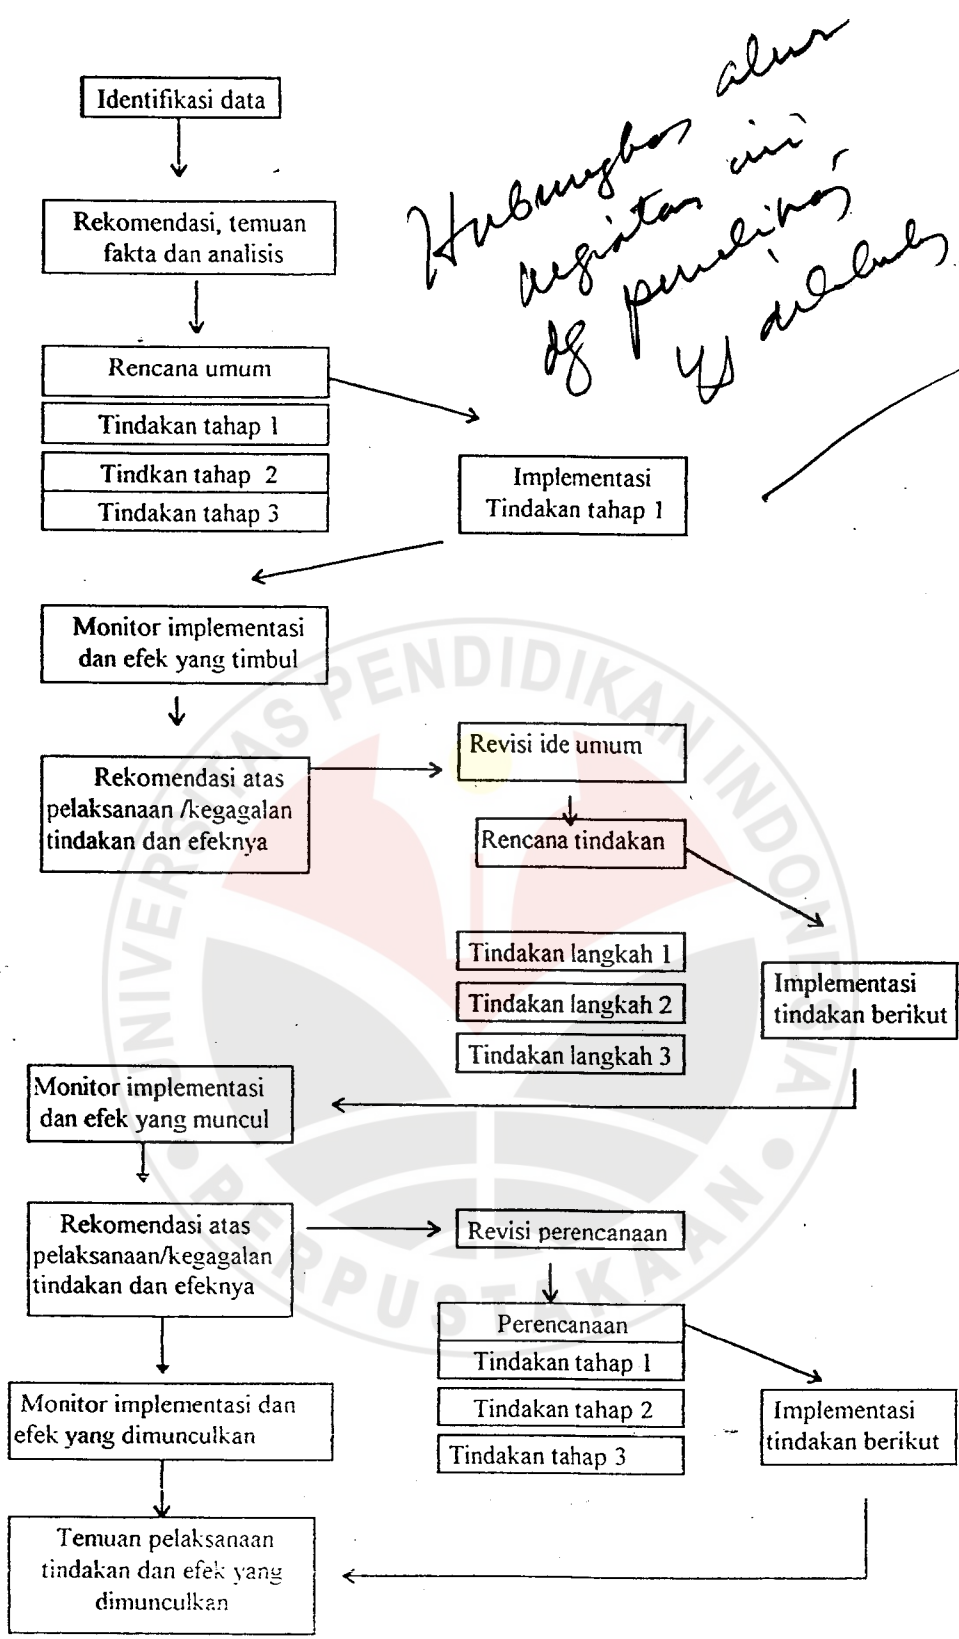 Identifikasi data
Hubungkan alur
kegiatan ini
dg penelitian
yg dilakukan
Rekomendasi, temuan
fakta dan analisis
Rencana umum
Tindakan tahap 1
Tindkan tahap 2
Tindakan tahap 3
Implementasi
Tindakan tahap 1
Monitor implementasi
dan efek yang timbul
Rekomendasi atas
pelaksanaan /kegagalan
tindakan dan efeknya
Revisi ide umum
Rencana tindakan
Tindakan langkah 1
Tindakan langkah 2
Tindakan langkah 3
Implementasi
tindakan berikut
Monitor implementasi
dan efek yang muncul
Rekomendasi atas
pelaksanaan/kegagalan
tindakan dan efeknya
Revisi perencanaan
Perencanaan
Tindakan tahap 1
Tindakan tahap 2
Tindakan tahap 3
Implementasi
tindakan berikut
Monitor implementasi dan
efek yang dimunculkan
Temuan pelaksanaan
tindakan dan efek yang
dimunculkan
UNIVERSITAS PENDIDIKAN INDONESIA
PERPUSTAKAAN